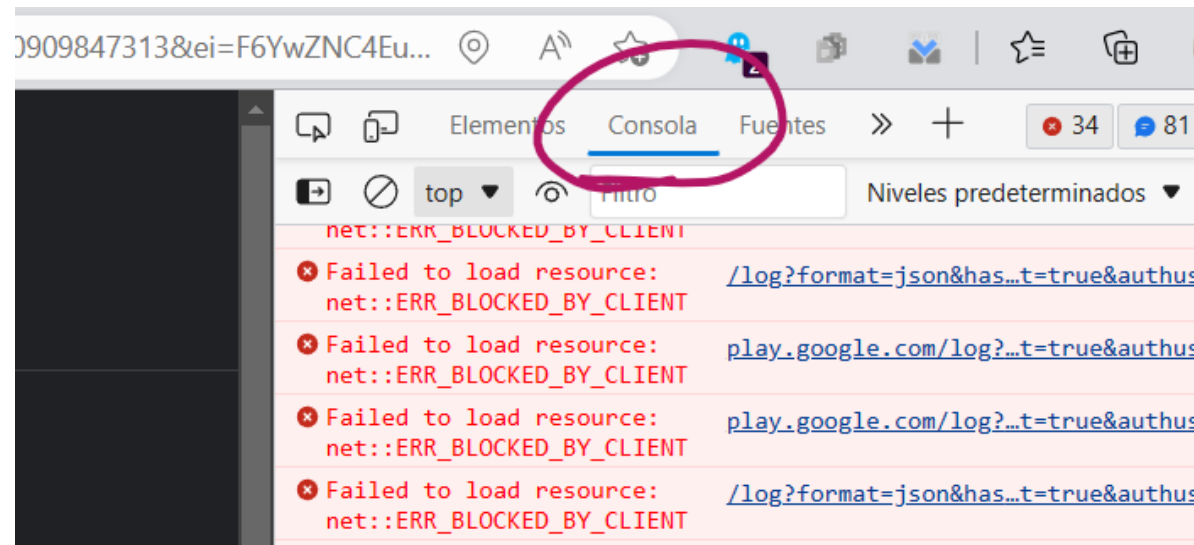 0909847313&ei=F6YwZNC4Eu...
2
Elementos Consola Fuentes 34 81
top Filtro Niveles predeterminados
net::ERR_BLOCKED_BY_CLIENT
Failed to load resource: /log?format=json&has…t=true&authus
net::ERR_BLOCKED_BY_CLIENT
Failed to load resource: play.google.com/log?…t=true&authus
net::ERR_BLOCKED_BY_CLIENT
Failed to load resource: play.google.com/log?…t=true&authus
net::ERR_BLOCKED_BY_CLIENT
Failed to load resource: /log?format=json&has…t=true&authus
net::ERR_BLOCKED_BY_CLIENT